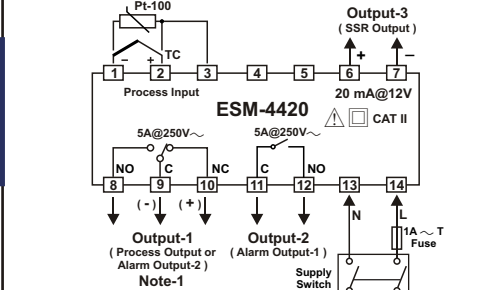 Pt-100
Output-3
( SSR Output )
TC
+ –
– +
1 2 3 4 5 6 7
Process Input
20 mA@12V
ESM-4420
CAT II
5A@250V～
5A@250V～
NO C NC C NO
8 9 10 11 12 13 14
( - ) ( + )
N L
Output-1
( Process Output or
Alarm Output-2 )
Note-1
Output-2
( Alarm Output-1 )
1A ～ T
Fuse
Supply
Switch